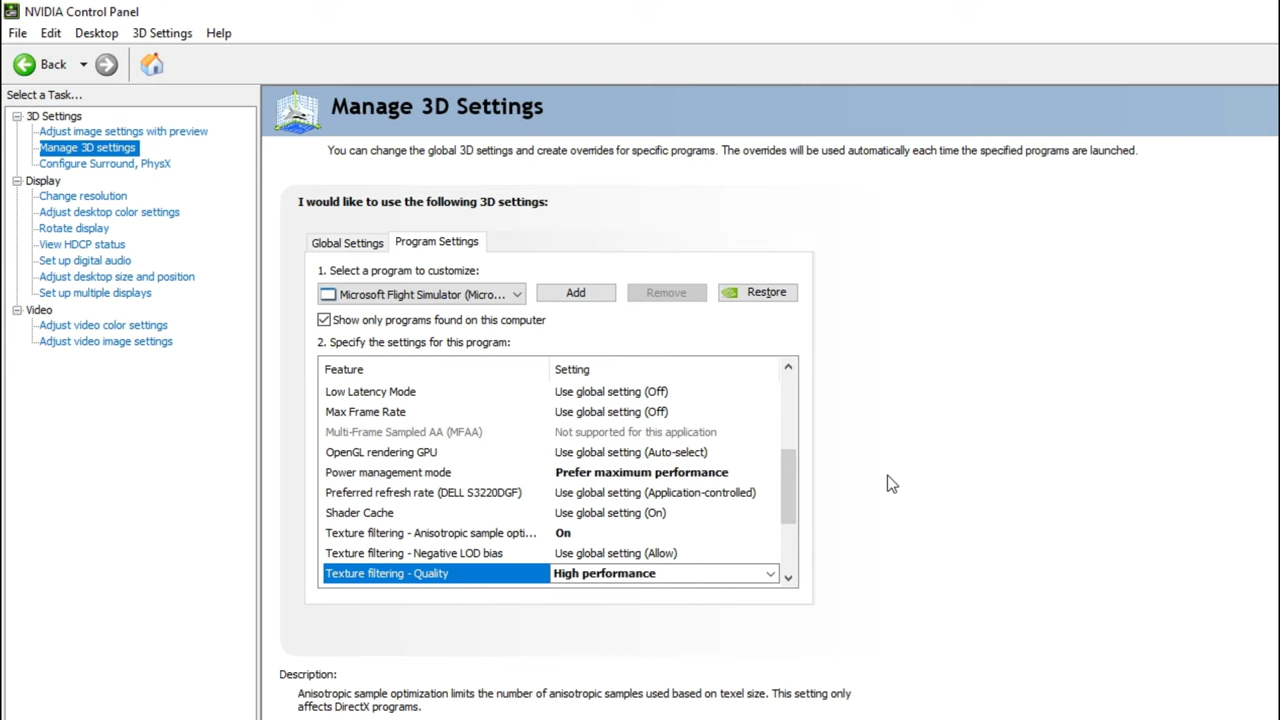 NVIDIA Control Panel
File Edit Desktop 3D Settings Help
Back
Select a Task...
3D Settings
Adjust image settings with preview
Manage 3D settings
Configure Surround, PhysX
Display
Change resolution
Adjust desktop color settings
Rotate display
View HDCP status
Set up digital audio
Adjust desktop size and position
Set up multiple displays
Video
Adjust video color settings
Adjust video image settings
Manage 3D Settings
You can change the global 3D settings and create overrides for specific programs. The overrides will be used automatically each time the specified programs are launched.
I would like to use the following 3D settings:
Global Settings Program Settings
1. Select a program to customize:
Microsoft Flight Simulator (Micro... Add Remove Restore
Show only programs found on this computer
2. Specify the settings for this program:
Feature Setting
Low Latency Mode Use global setting (Off)
Max Frame Rate Use global setting (Off)
Multi-Frame Sampled AA (MFAA) Not supported for this application
OpenGL rendering GPU Use global setting (Auto-select)
Power management mode Prefer maximum performance
Preferred refresh rate (DELL S3220DGF) Use global setting (Application-controlled)
Shader Cache Use global setting (On)
Texture filtering - Anisotropic sample opti... On
Texture filtering - Negative LOD bias Use global setting (Allow)
Texture filtering - Quality High performance
Description:
Anisotropic sample optimization limits the number of anisotropic samples used based on texel size. This setting only
affects DirectX programs.